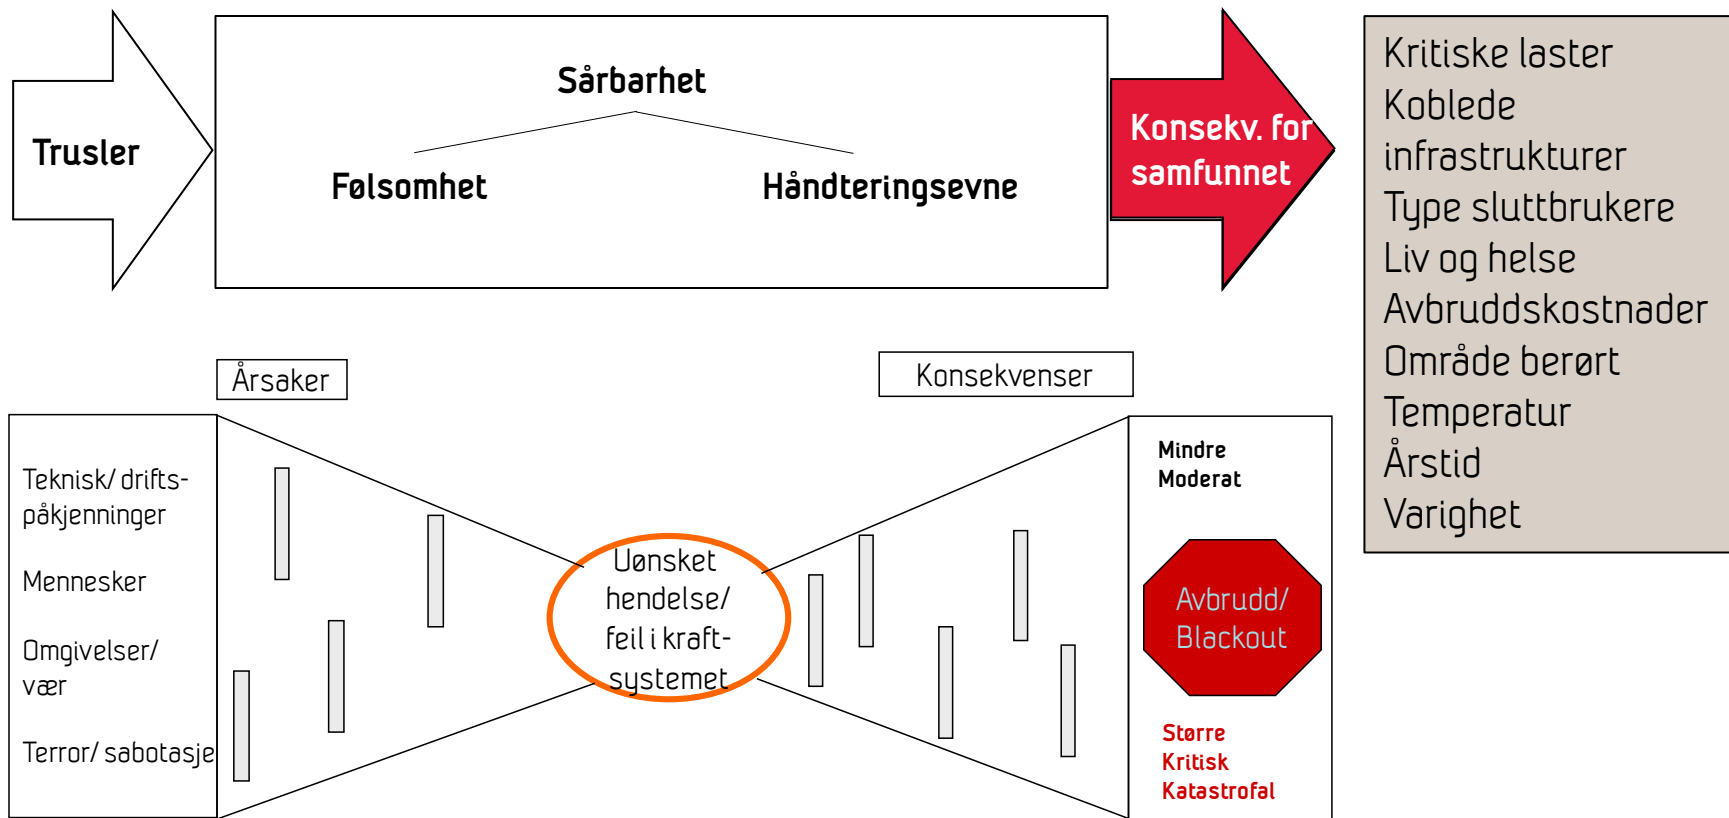 Trusler
Sårbarhet
Følsomhet
Håndteringsevne
Konsekv. for
samfunnet
Kritiske laster
Koblede
infrastrukturer
Type sluttbrukere
Liv og helse
Avbruddskostnader
Område berørt
Temperatur
Årstid
Varighet
Årsaker
Konsekvenser
Teknisk/ drifts-
påkjenninger
Mennesker
Omgivelser/
vær
Terror/ sabotasje
Uønsket
hendelse/
feil i kraft-
systemet
Mindre
Moderat
Avbrudd/
Blackout
Større
Kritisk
Katastrofal